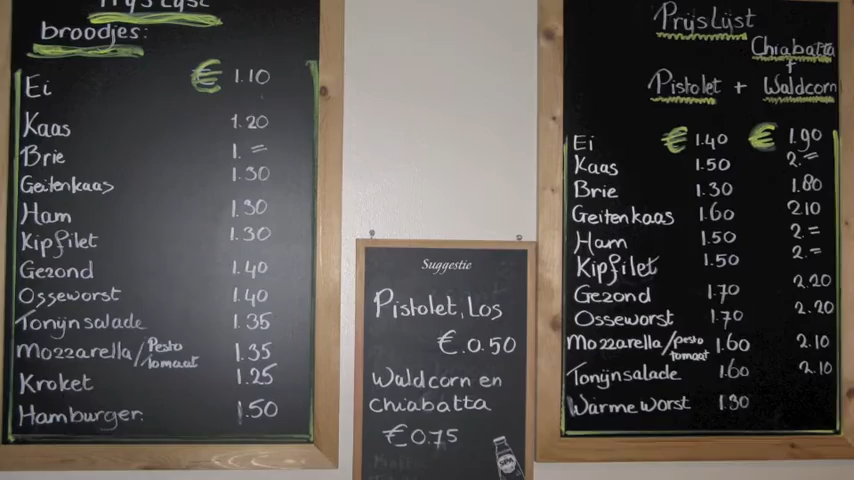 Prijslijst
broodjes:
Ei € 1.10
Kaas 1.20
Brie 1.=
Geitenkaas 1.30
Ham 1.30
Kipfilet 1.30
Gezond 1.40
Osseworst 1.40
Tonijnsalade 1.35
Mozzarella/Pesto tomaat 1.35
Kroket 1.25
Hamburger: 1.50
Suggestie
Pistolet, Los
€.0.50
Waldcorn en
Chiabatta
€0.75
SPA
PrijsLijst
Chiabatta
+
Pistolet + Waldcorn
Ei € 1.40 € 1.90
Kaas 1.50 2.=
Brie 1.30 1.80
Geitenkaas 1.60 2.10
Ham 1.50 2.=
Kipfilet 1.50 2.=
Gezond 1.70 2.20
Osseworst 1.70 2.20
Mozzarella/pesto tomaat 1.60 2.10
Tonijnsalade 1.60 2.10
Warme worst 1.30